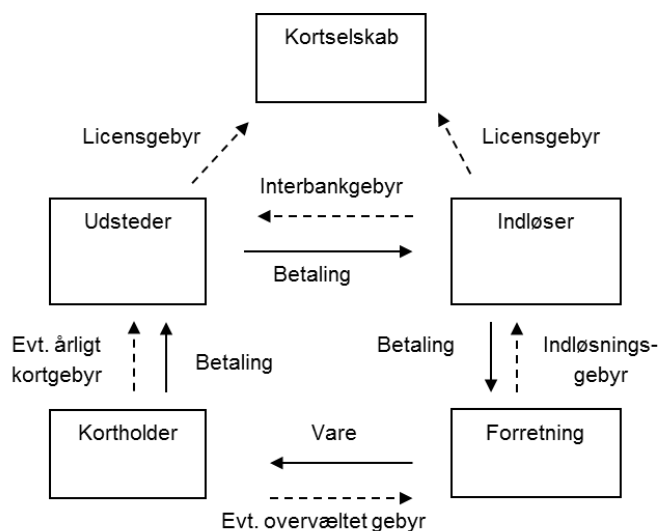 Kortselskab
Licensgebyr
Licensgebyr
Interbankgebyr
Udsteder
Indløser
Betaling
Evt. årligt
kortgebyr
Betaling
Betaling
Indløsnings-
gebyr
Kortholder
Vare
Forretning
Evt. overvæltet gebyr